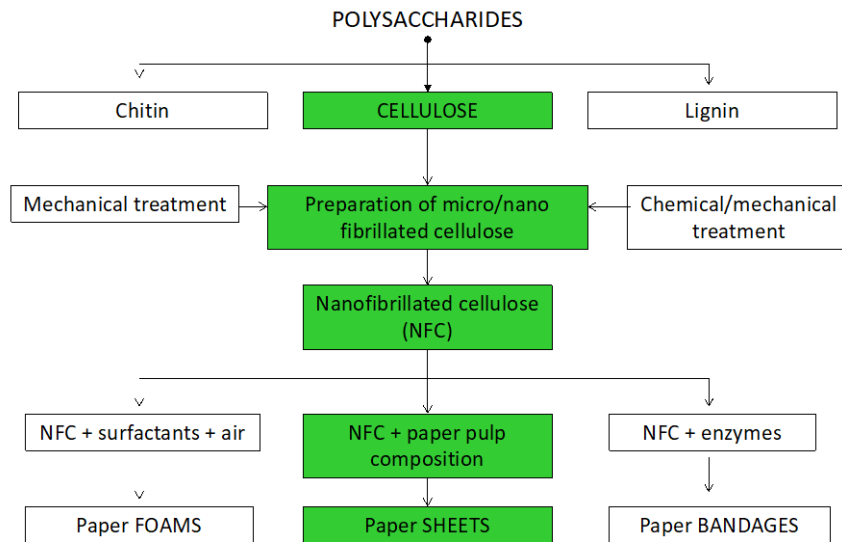 POLYSACCHARIDES
Chitin
CELLULOSE
Lignin
Mechanical treatment
Preparation of micro/nano
fibrillated cellulose
Chemical/mechanical
treatment
Nanofibrillated cellulose
(NFC)
NFC + surfactants + air
NFC + paper pulp
composition
NFC + enzymes
Paper FOAMS
Paper SHEETS
Paper BANDAGES